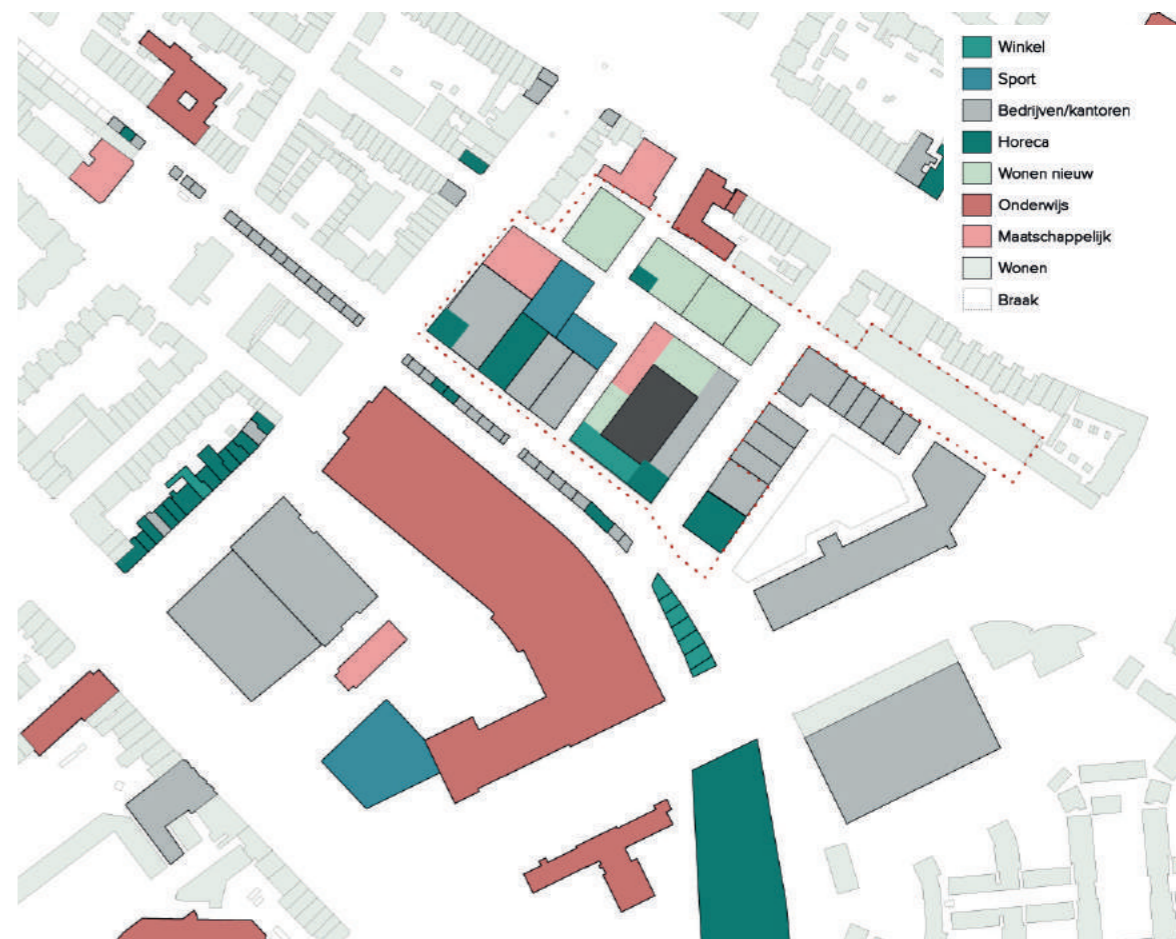 Winkel
Sport
Bedrijven/kantoren
Horeca
Wonen nieuw
Onderwijs
Maatschappelijk
Wonen
Braak